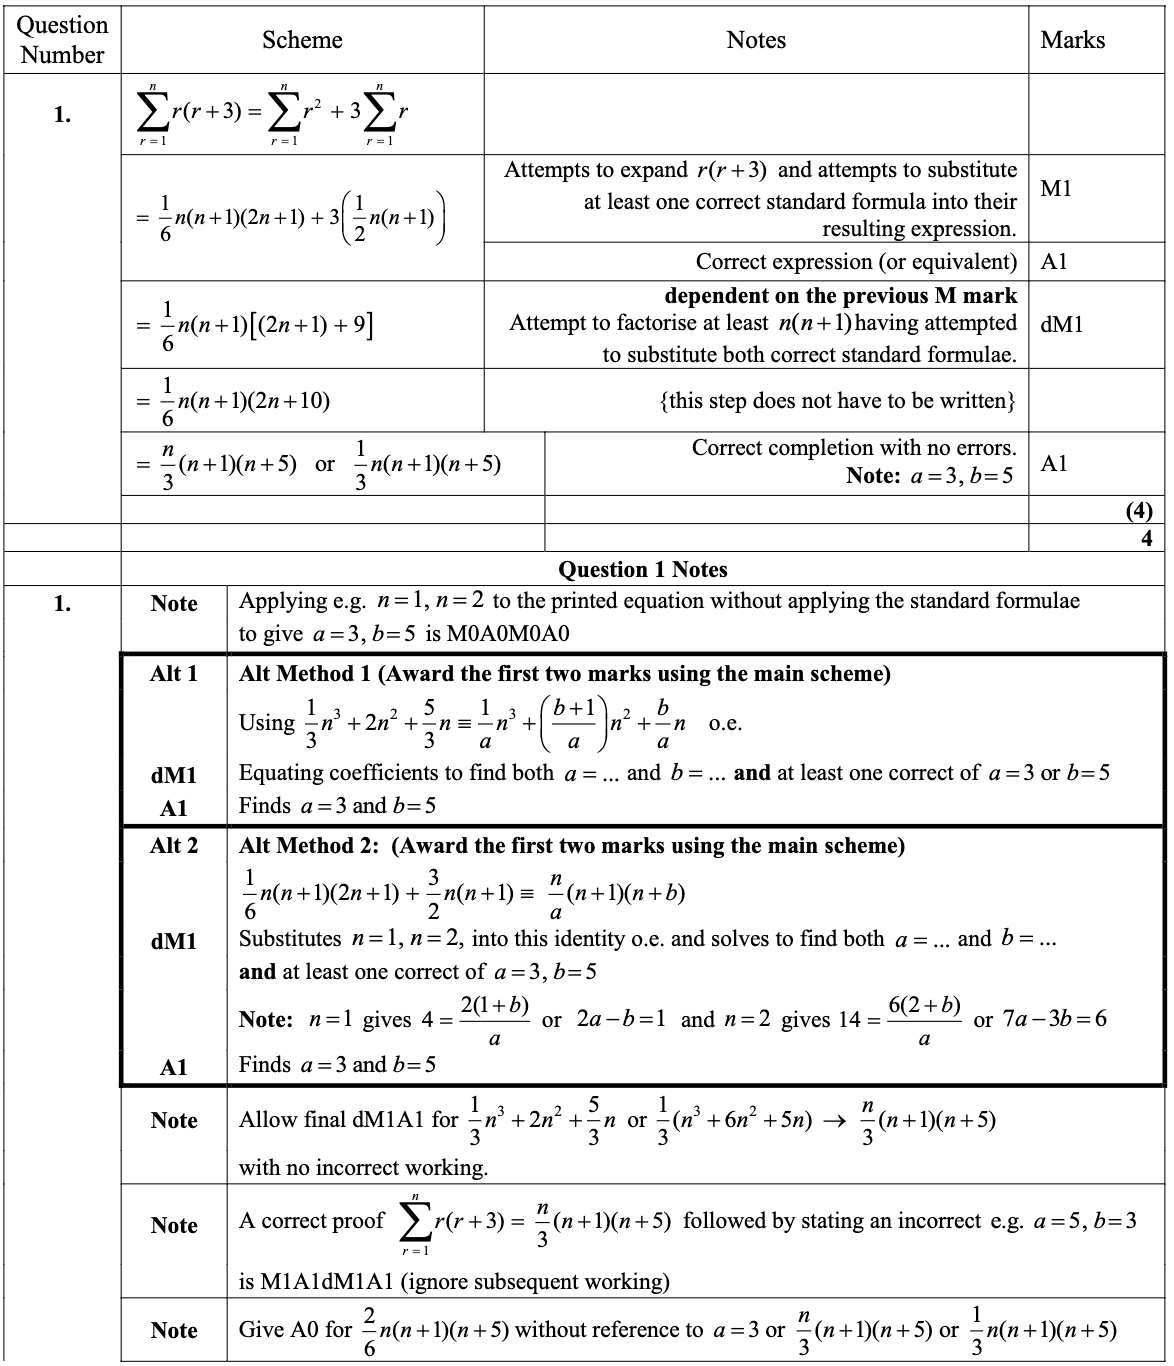 Question Number Scheme Notes Marks
1. $\sum_{r=1}^{n} r(r+3) = \sum_{r=1}^{n} r^2 + 3\sum_{r=1}^{n} r$
$= \frac{1}{6}n(n+1)(2n+1) + 3\left(\frac{1}{2}n(n+1)\right)$
Attempts to expand $r(r+3)$ and attempts to substitute
at least one correct standard formula into their
resulting expression.
M1
Correct expression (or equivalent) A1
$= \frac{1}{6}n(n+1)[(2n+1)+9]$
dependent on the previous M mark
Attempt to factorise at least $n(n+1)$ having attempted
to substitute both correct standard formulae.
dM1
$= \frac{1}{6}n(n+1)(2n+10)$ {this step does not have to be written}
$= \frac{n}{3}(n+1)(n+5)$ or $\frac{1}{3}n(n+1)(n+5)$
Correct completion with no errors.
Note: $a=3, b=5$
A1
(4)
4
Question 1 Notes
1. Note Applying e.g. $n=1, n=2$ to the printed equation without applying the standard formulae
to give $a=3, b=5$ is M0A0M0A0
Alt 1 Alt Method 1 (Award the first two marks using the main scheme)
Using $\frac{1}{3}n^3 + 2n^2 + \frac{5}{3}n \equiv \frac{1}{a}n^3 + \left(\frac{b+1}{a}\right)n^2 + \frac{b}{a}n$ o.e.
dM1 Equating coefficients to find both $a = ...$ and $b = ...$ and at least one correct of $a=3$ or $b=5$
A1 Finds $a=3$ and $b=5$
Alt 2 Alt Method 2: (Award the first two marks using the main scheme)
$\frac{1}{6}n(n+1)(2n+1) + \frac{3}{2}n(n+1) \equiv \frac{n}{a}(n+1)(n+b)$
dM1 Substitutes $n=1, n=2,$ into this identity o.e. and solves to find both $a = ...$ and $b = ...$
and at least one correct of $a=3, b=5$
Note: $n=1$ gives $4 = \frac{2(1+b)}{a}$ or $2a-b=1$ and $n=2$ gives $14 = \frac{6(2+b)}{a}$ or $7a-3b=6$
A1 Finds $a=3$ and $b=5$
Note Allow final dM1A1 for $\frac{1}{3}n^3 + 2n^2 + \frac{5}{3}n$ or $\frac{1}{3}(n^3+6n^2+5n) \rightarrow \frac{n}{3}(n+1)(n+5)$
with no incorrect working.
Note A correct proof $\sum_{r=1}^{n} r(r+3) = \frac{n}{3}(n+1)(n+5)$ followed by stating an incorrect e.g. $a=5, b=3$
is M1A1dM1A1 (ignore subsequent working)
Note Give A0 for $\frac{2}{6}n(n+1)(n+5)$ without reference to $a=3$ or $\frac{n}{3}(n+1)(n+5)$ or $\frac{1}{3}n(n+1)(n+5)$